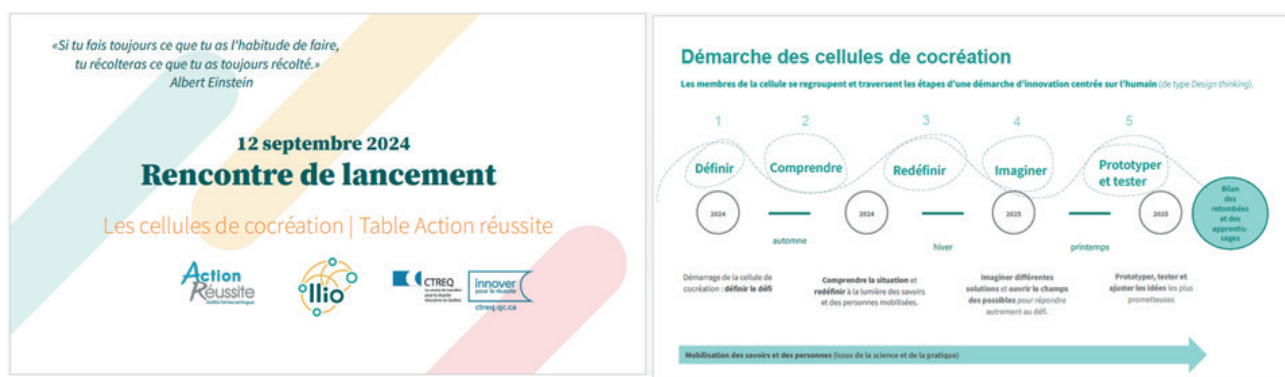 «Si tu fais toujours ce que tu as l'habitude de faire,
tu récolteras ce que tu as toujours récolté.»
Albert Einstein
12 septembre 2024
Rencontre de lancement
Les cellules de cocréation | Table Action réussite
Action
Réussite
llio
CTREQ
innover
pour la réussite
ctreq.qc.ca
Démarche des cellules de cocréation
Les membres de la cellule se regroupent et traversent les étapes d'une démarche d'innovation centrée sur l'humain (de type Design thinking).
1
2
3
4
5
Définir
Comprendre
Redéfinir
Imaginer
Prototyper
et tester
2024
2024
2025
2025
automne
hiver
printemps
Bilan
des
retombées
et des
apprentis-
sages
Démarrage de la cellule de
cocréation : définir le défi
Comprendre la situation et
redéfinir à la lumière des savoirs
et des personnes mobilisées.
Imaginer différentes
solutions et ouvrir le champs
des possibles pour répondre
autrement au défi.
Prototyper, tester et
ajuster les idées les plus
prometteuses
Mobilisation des savoirs et des personnes (issus de la science et de la pratique)